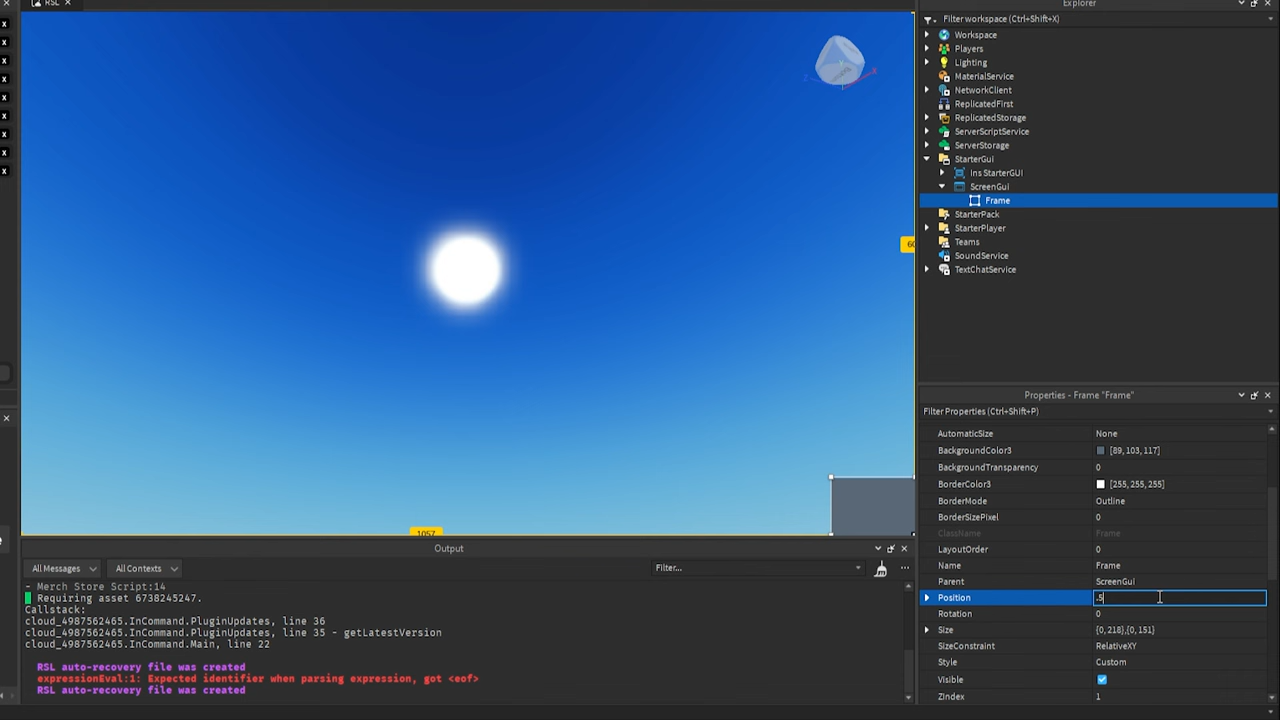 RSL
x
Explorer
Filter workspace (Ctrl+Shift+X)
Workspace
Players
Lighting
MaterialService
NetworkClient
ReplicatedFirst
ReplicatedStorage
ServerScriptService
ServerStorage
StarterGui
Ins StarterGUI
ScreenGui
Frame
StarterPack
StarterPlayer
Teams
SoundService
TextChatService
1057
Properties - Frame "Frame"
Filter Properties (Ctrl+Shift+P)
AutomaticSize None
BackgroundColor3 [89, 103, 117]
BackgroundTransparency 0
BorderColor3 [255, 255, 255]
BorderMode Outline
BorderSizePixel 0
ClassName Frame
LayoutOrder 0
Name Frame
Parent ScreenGui
Position .5
Rotation 0
Size {0, 218},{0, 151}
SizeConstraint RelativeXY
Style Custom
Visible
ZIndex 1
Output
All Messages All Contexts Filter...
- Merch Store Script:14
Requiring asset 6738245247.
Callstack:
cloud_4987562465.InCommand.PluginUpdates, line 36
cloud_4987562465.InCommand.PluginUpdates, line 35 - getLatestVersion
cloud_4987562465.InCommand.Main, line 22
RSL auto-recovery file was created
expressionEval:1: Expected identifier when parsing expression, got <eof>
RSL auto-recovery file was created